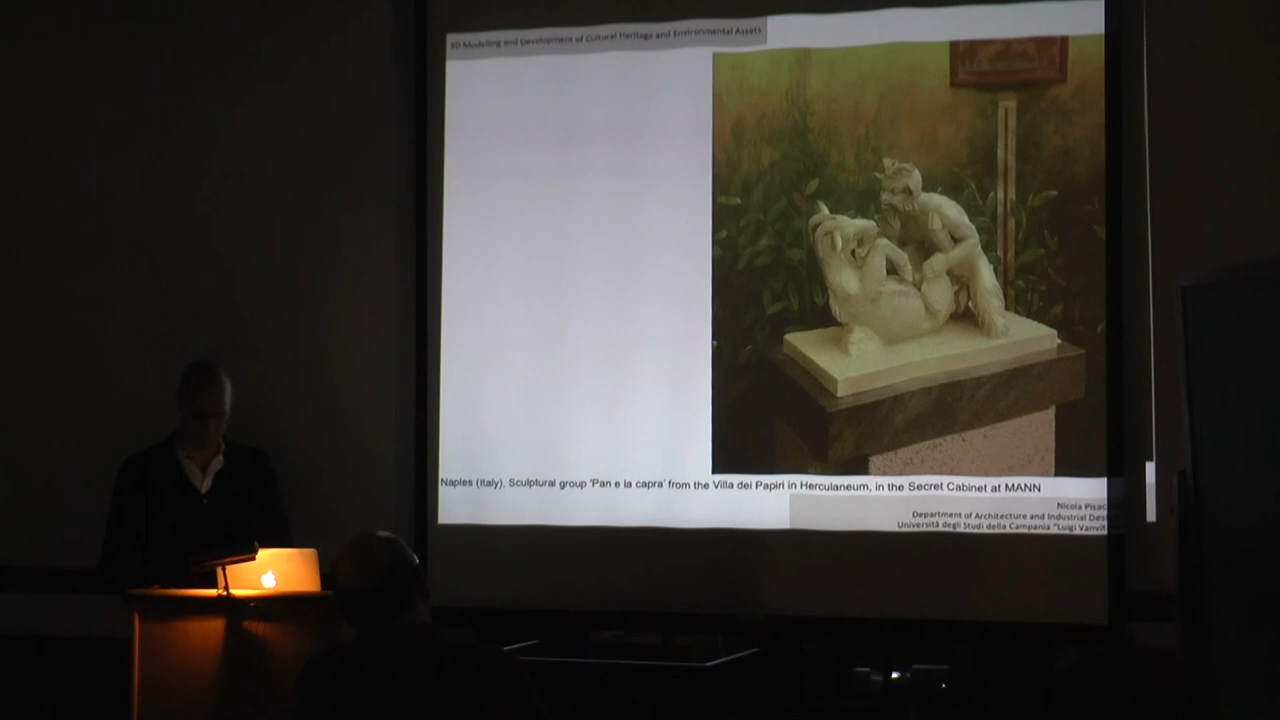 3D Modelling and Development of Cultural Heritage and Environmental Assets
Naples (Italy), Sculptural group 'Pan e la capra' from the Villa dei Papiri in Herculaneum, in the Secret Cabinet at MANN
Nicola
Department of Architecture and Industrial
Università degli Studi della Campania "Luigi